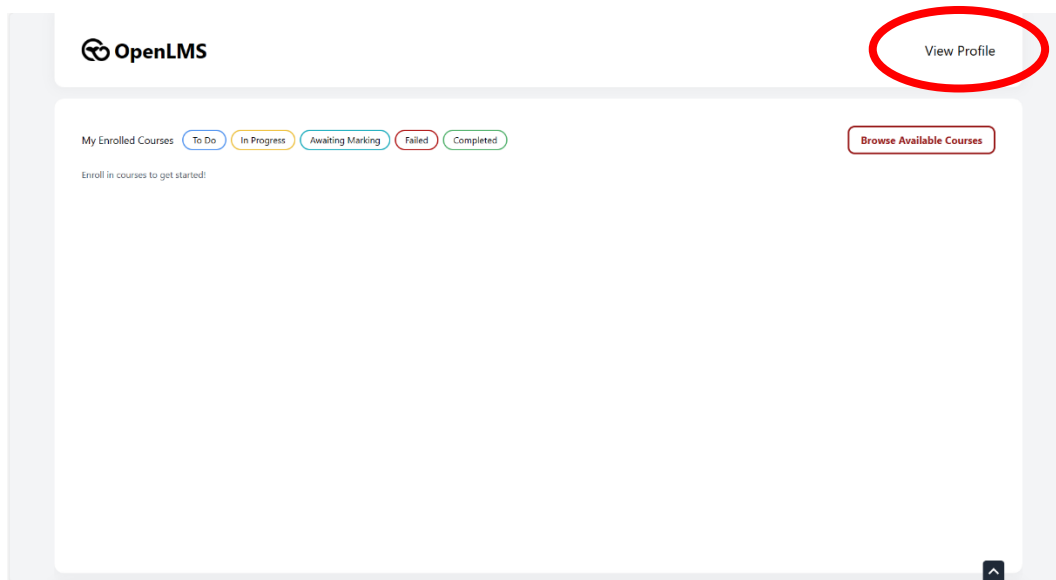 OpenLMS
View Profile
My Enrolled Courses To Do In Progress Awaiting Marking Failed Completed
Browse Available Courses
Enroll in courses to get started!